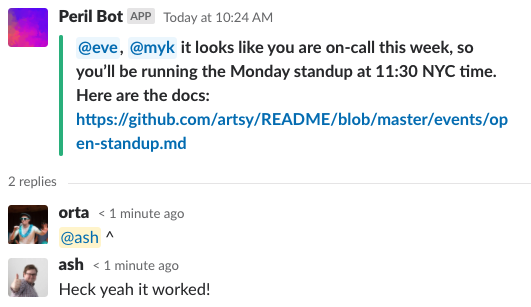 Peril Bot APP Today at 10:24 AM
@eve, @myk it looks like you are on-call this week, so
you’ll be running the Monday standup at 11:30 NYC time.
Here are the docs:
https://github.com/artsy/README/blob/master/events/op
en-standup.md
2 replies
orta < 1 minute ago
@ash ^
ash < 1 minute ago
Heck yeah it worked!